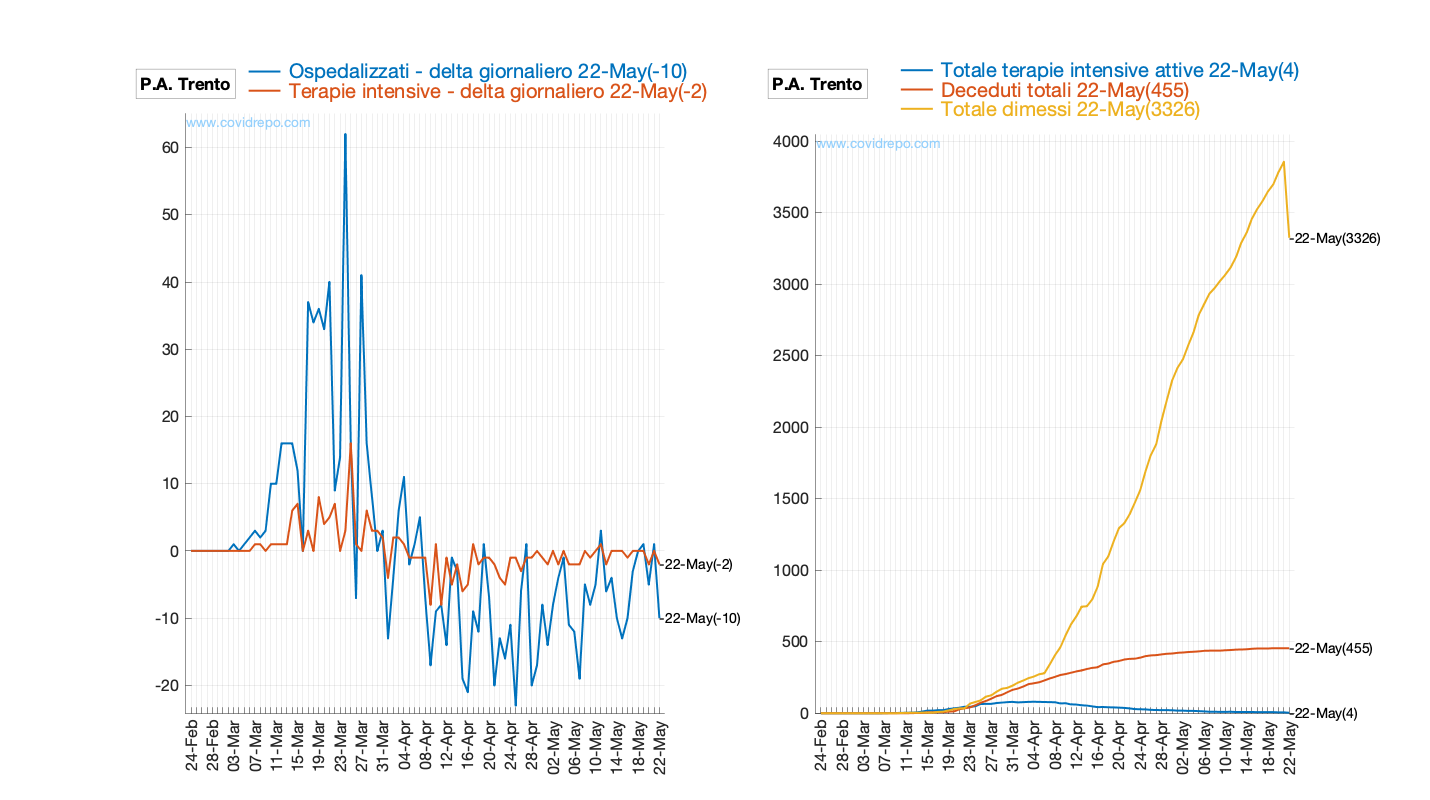 P.A. Trento
Ospedalizzati - delta giornaliero 22-May(-10)
Terapie intensive - delta giornaliero 22-May(-2)
www.covidrepo.com
60
50
40
30
20
10
0
-10
-20
22-May(-2)
22-May(-10)
24-Feb
28-Feb
03-Mar
07-Mar
11-Mar
15-Mar
19-Mar
23-Mar
27-Mar
31-Mar
04-Apr
08-Apr
12-Apr
16-Apr
20-Apr
24-Apr
28-Apr
02-May
06-May
10-May
14-May
18-May
22-May
P.A. Trento
Totale terapie intensive attive 22-May(4)
Deceduti totali 22-May(455)
Totale dimessi 22-May(3326)
www.covidrepo.com
4000
3500
3000
2500
2000
1500
1000
500
0
22-May(3326)
22-May(455)
22-May(4)
24-Feb
28-Feb
03-Mar
07-Mar
11-Mar
15-Mar
19-Mar
23-Mar
27-Mar
31-Mar
04-Apr
08-Apr
12-Apr
16-Apr
20-Apr
24-Apr
28-Apr
02-May
06-May
10-May
14-May
18-May
22-May